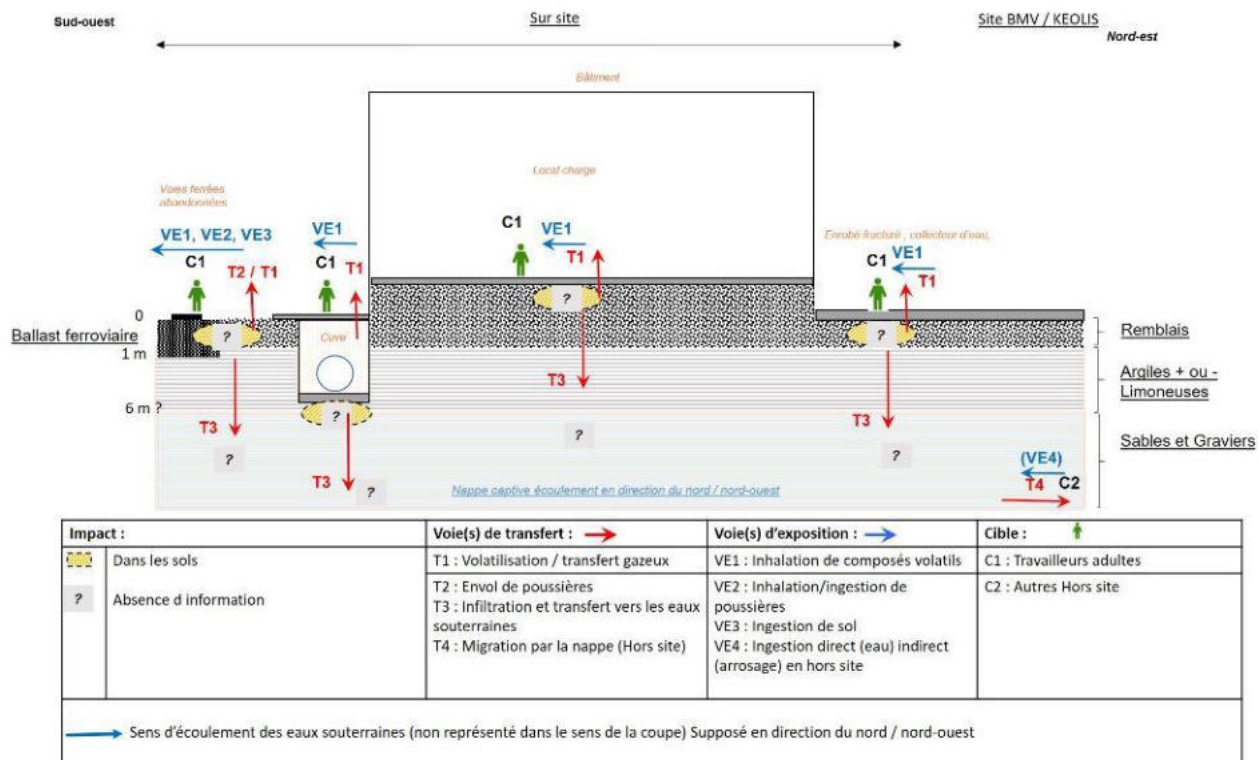 Sud-ouest
Sur site
Site BMV / KEOLIS
Nord-est
Bâtiment
Local charge
Voies ferrées
abandonnées
VE1, VE2, VE3
C1
T2 / T1
VE1
C1
T1
C1
VE1
T1
Enrobé fracturé , collecteur d'eau,
C1
VE1
T1
0
Ballast ferroviaire
1 m
6 m ?
?
Cuve
?
?
?
Remblais
Argiles + ou -
Limoneuses
Sables et Graviers
T3
T3
T3
T3
?
?
?
?
(VE4)
T4
C2
Nappe captive écoulement en direction du nord / nord-ouest
Impact :
Dans les sols
?
Absence d information
Voie(s) de transfert :
T1 : Volatilisation / transfert gazeux
T2 : Envol de poussières
T3 : Infiltration et transfert vers les eaux
souterraines
T4 : Migration par la nappe (Hors site)
Voie(s) d'exposition :
VE1 : Inhalation de composés volatils
VE2 : Inhalation/ingestion de
poussières
VE3 : Ingestion de sol
VE4 : Ingestion direct (eau) indirect
(arrosage) en hors site
Cible :
C1 : Travailleurs adultes
C2 : Autres Hors site
Sens d'écoulement des eaux souterraines (non représenté dans le sens de la coupe) Supposé en direction du nord / nord-ouest